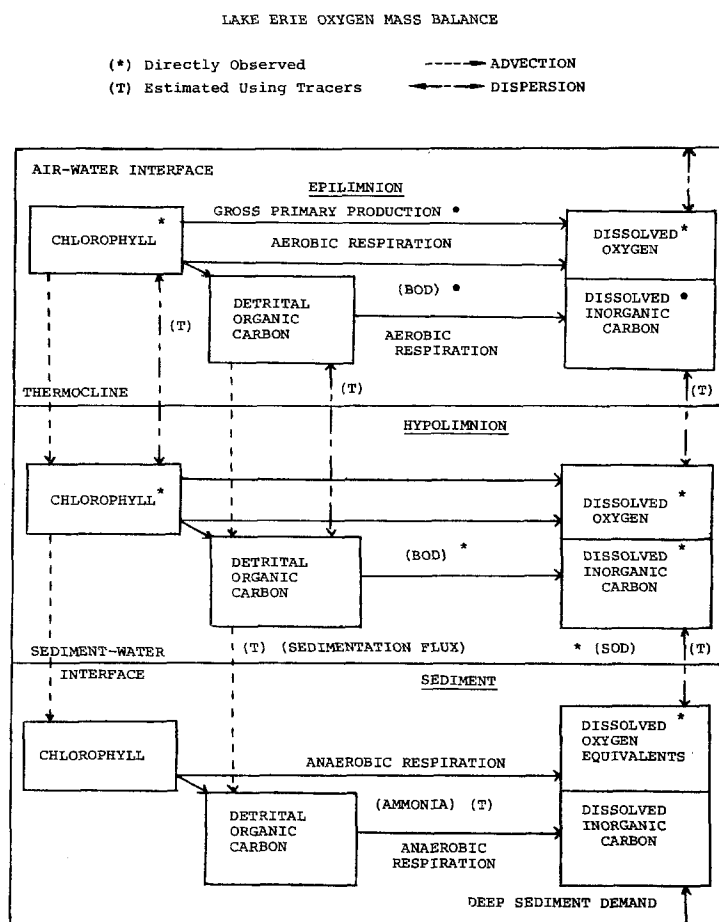 LAKE ERIE OXYGEN MASS BALANCE
(*) Directly Observed
ADVECTION
(T) Estimated Using Tracers
DISPERSION
AIR-WATER INTERFACE
EPILIMNION
GROSS PRIMARY PRODUCTION •
CHLOROPHYLL*
AEROBIC RESPIRATION
DISSOLVED*
OXYGEN
(BOD) •
DETRITAL
ORGANIC
CARBON
DISSOLVED •
INORGANIC
CARBON
AEROBIC
RESPIRATION
(T)
(T)
(T)
THERMOCLINE
HYPOLIMNION
CHLOROPHYLL*
DISSOLVED *
OXYGEN
(BOD) *
DETRITAL
ORGANIC
CARBON
DISSOLVED *
INORGANIC
CARBON
SEDIMENT-WATER
INTERFACE
(T) (SEDIMENTATION FLUX)
* (SOD)
(T)
SEDIMENT
CHLOROPHYLL
ANAEROBIC RESPIRATION
DISSOLVED *
OXYGEN
EQUIVALENTS
(AMMONIA) (T)
DETRITAL
ORGANIC
CARBON
DISSOLVED
INORGANIC
CARBON
ANAEROBIC
RESPIRATION
DEEP SEDIMENT DEMAND